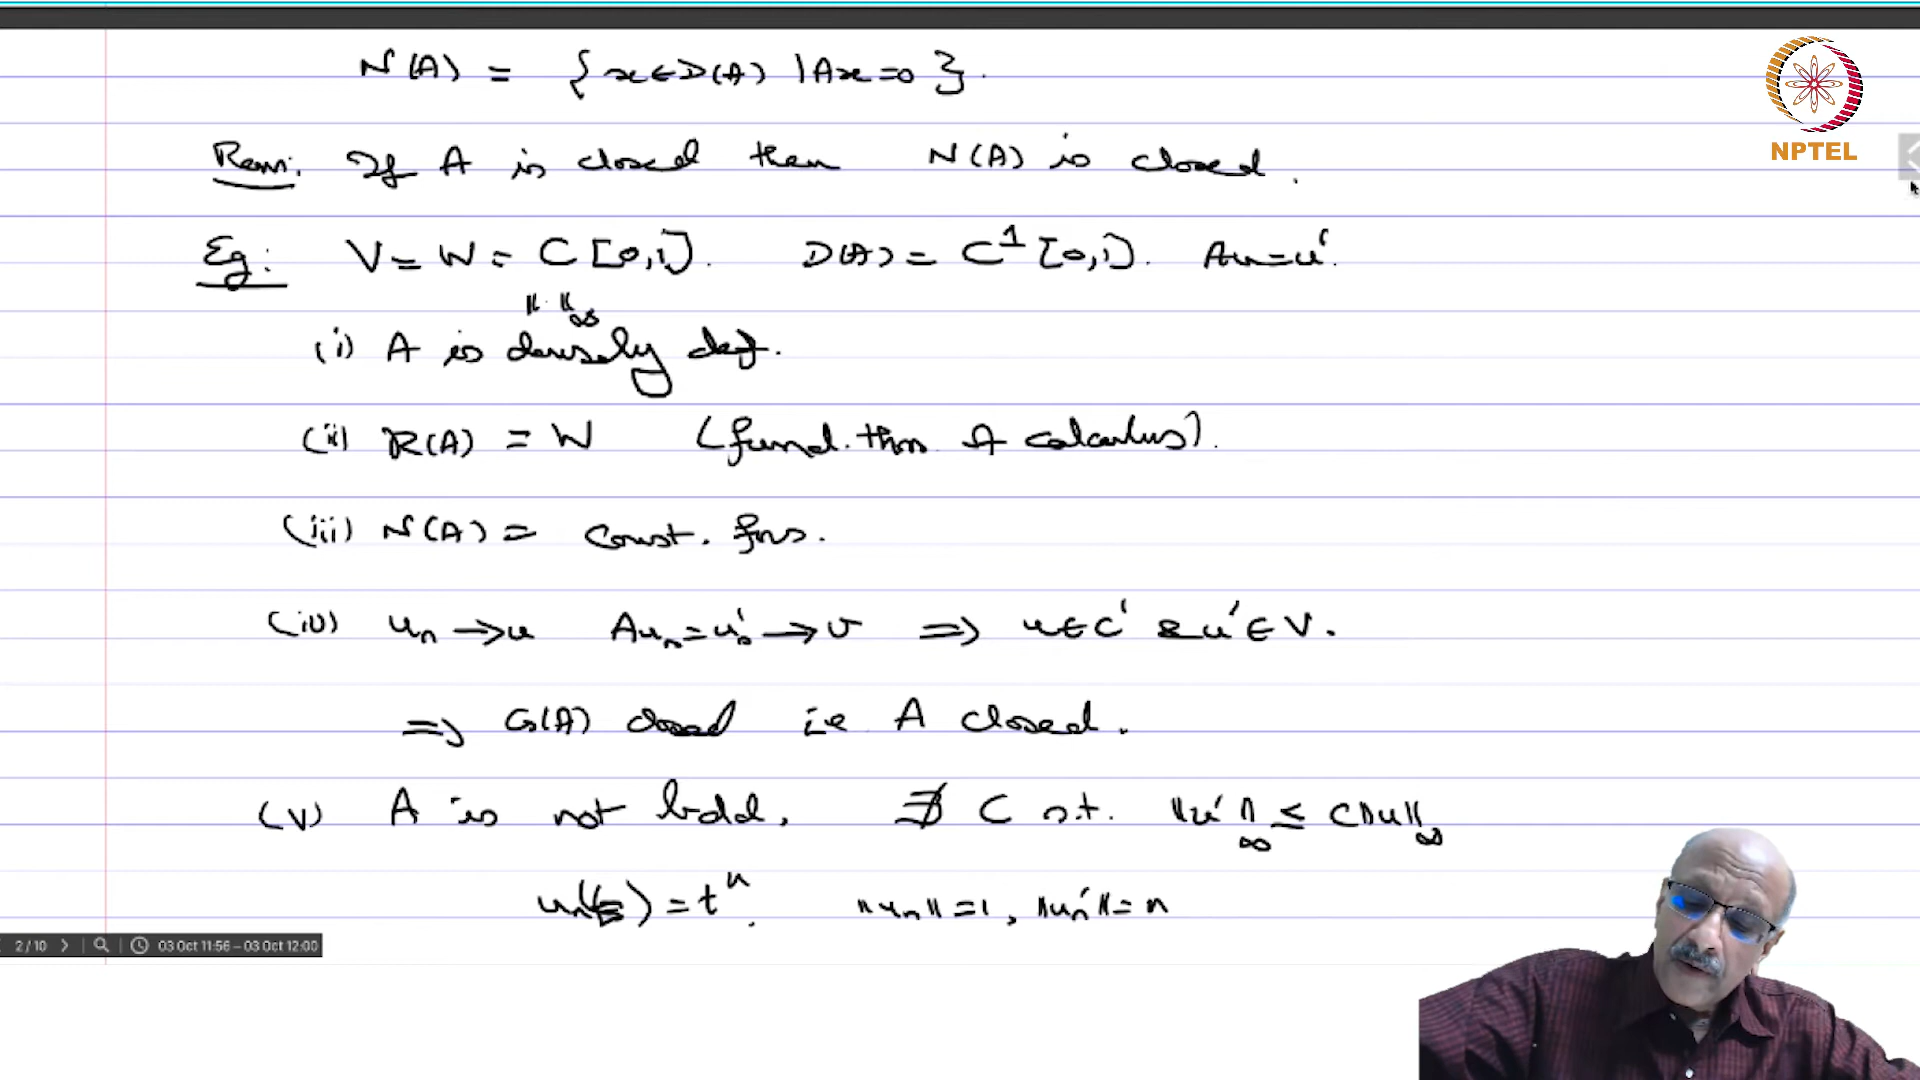 N(A) = {x∈D(A) | Ax=0}.
NPTEL
Rem: If A is closed then N(A) is closed.
Eg: V=W= C[0,1]. D(A) = C¹[0,1]. Au=u'.
‖·‖∞
(i) A is densely def.
(ii) R(A) = W (fund. thm of calculus).
(iii) N(A) = const. fns.
(iv) uₙ→u Auₙ=uₙ'→v ⇒ u∈C' & u'∈V.
⇒ G(A) closed ie A closed.
(v) A is not bdd. ∄ C s.t. ‖u'‖∞ ≤ C‖u‖∞
uₙ(t) = tⁿ. ‖uₙ‖=1, ‖uₙ'‖=n
2/10 03 Oct 11:56 – 03 Oct 12:00